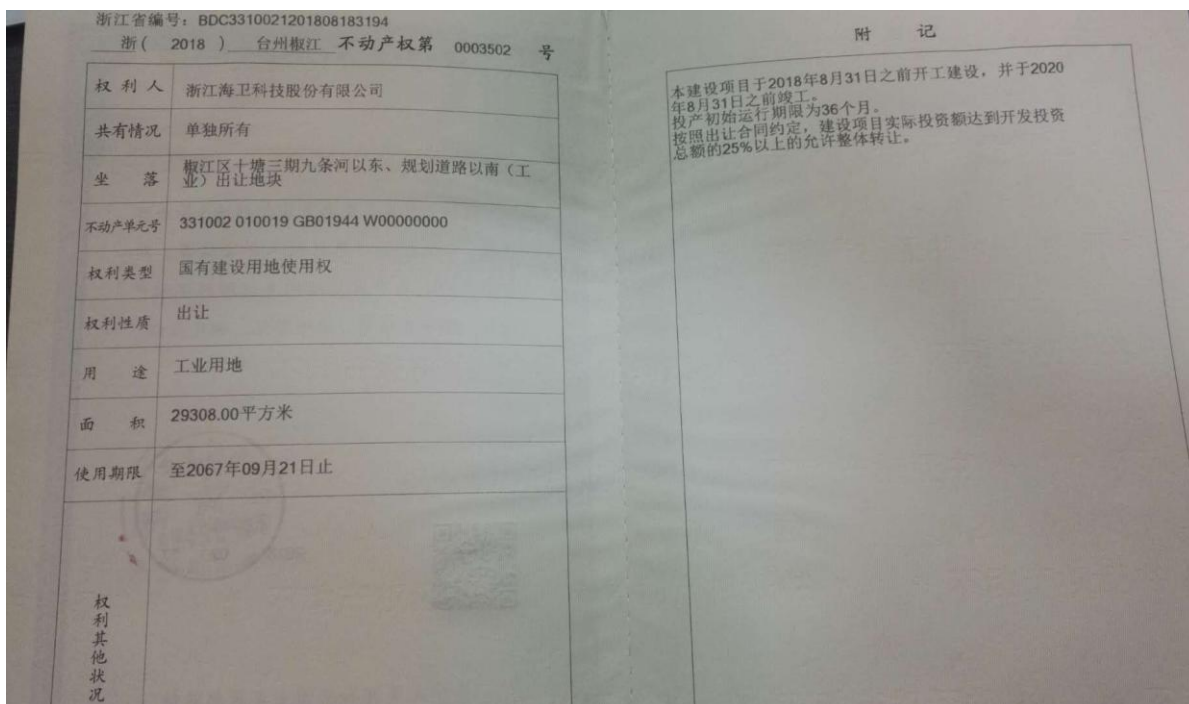 浙江省编号：BDC3310021201808183194
浙( 2018 ) 台州椒江 不动产权第 0003502 号
权利人 浙江海卫科技股份有限公司
共有情况 单独所有
坐落 椒江区十塘三期九条河以东、规划道路以南（工
业）出让地块
不动产单元号 331002 010019 GB01944 W00000000
权利类型 国有建设用地使用权
权利性质 出让
用途 工业用地
面积 29308.00平方米
使用期限 至2067年09月21日止
权利其他状况
附记
本建设项目于2018年8月31日之前开工建设，并于2020
年8月31日之前竣工。
投产初始运行期限为36个月。
按照出让合同约定，建设项目实际投资额达到开发投资
总额的25%以上的允许整体转让。